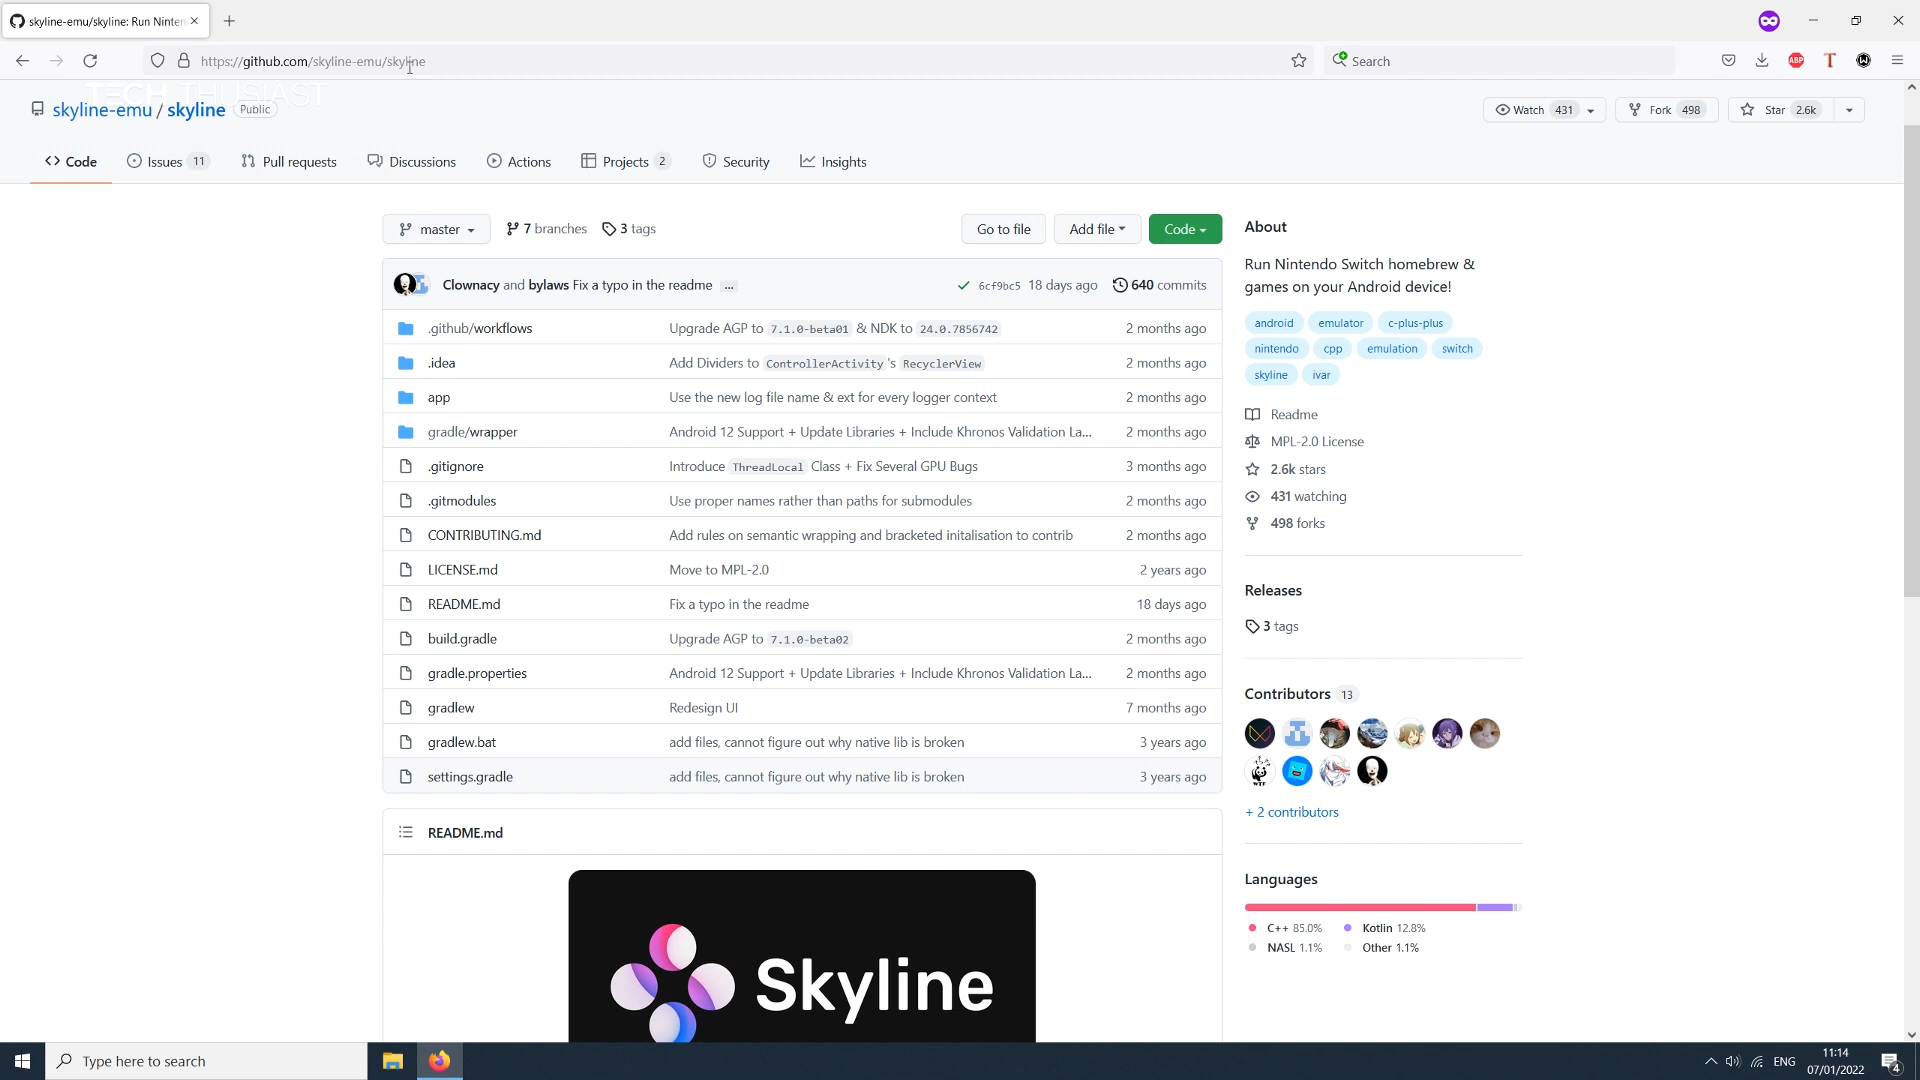 skyline-emu/skyline: Run Ninten
https://github.com/skyline-emu/skyline
Search
ABP
T
TECH THUSIAST
skyline-emu / skyline Public
Watch 431
Fork 498
Star 2.6k
Code
Issues 11
Pull requests
Discussions
Actions
Projects 2
Security
Insights
master
7 branches
3 tags
Go to file
Add file
Code
About
Run Nintendo Switch homebrew &
games on your Android device!
android emulator c-plus-plus
nintendo cpp emulation switch
skyline ivar
Readme
MPL-2.0 License
2.6k stars
431 watching
498 forks
Clownacy and bylaws Fix a typo in the readme ... 6cf9bc5 18 days ago 640 commits
.github/workflows Upgrade AGP to 7.1.0-beta01 & NDK to 24.0.7856742 2 months ago
.idea Add Dividers to ControllerActivity's RecyclerView 2 months ago
app Use the new log file name & ext for every logger context 2 months ago
gradle/wrapper Android 12 Support + Update Libraries + Include Khronos Validation La... 2 months ago
.gitignore Introduce ThreadLocal Class + Fix Several GPU Bugs 3 months ago
.gitmodules Use proper names rather than paths for submodules 2 months ago
CONTRIBUTING.md Add rules on semantic wrapping and bracketed initalisation to contrib 2 months ago
LICENSE.md Move to MPL-2.0 2 years ago
README.md Fix a typo in the readme 18 days ago
build.gradle Upgrade AGP to 7.1.0-beta02 2 months ago
gradle.properties Android 12 Support + Update Libraries + Include Khronos Validation La... 2 months ago
gradlew Redesign UI 7 months ago
gradlew.bat add files, cannot figure out why native lib is broken 3 years ago
settings.gradle add files, cannot figure out why native lib is broken 3 years ago
Releases
3 tags
Contributors 13
WTF
+ 2 contributors
Languages
C++ 85.0% Kotlin 12.8%
NASL 1.1% Other 1.1%
README.md
Skyline
Type here to search
ENG
11:14
07/01/2022
4